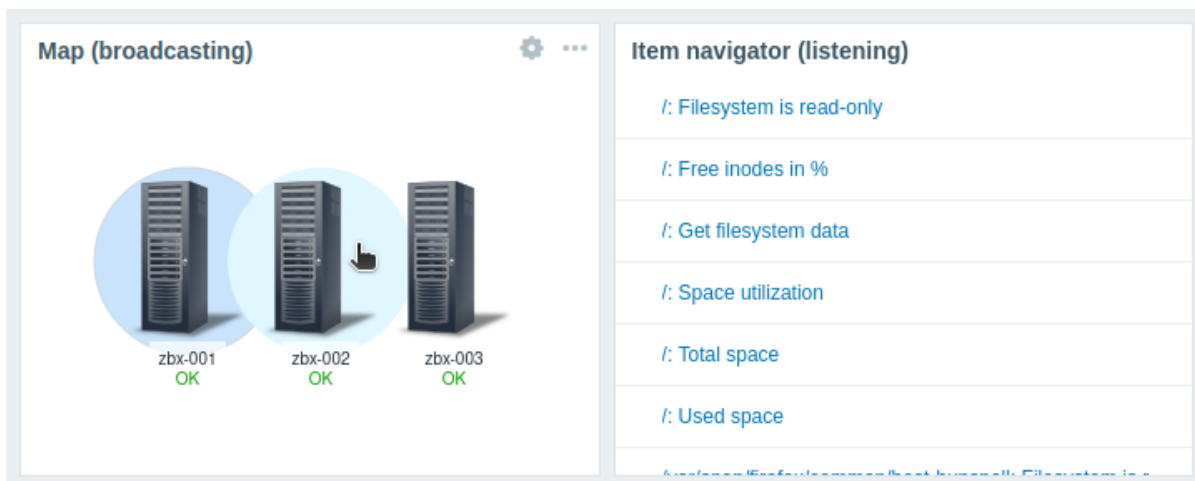 Map (broadcasting)
zbx-001
OK
zbx-002
OK
zbx-003
OK
Item navigator (listening)
/: Filesystem is read-only
/: Free inodes in %
/: Get filesystem data
/: Space utilization
/: Total space
/: Used space